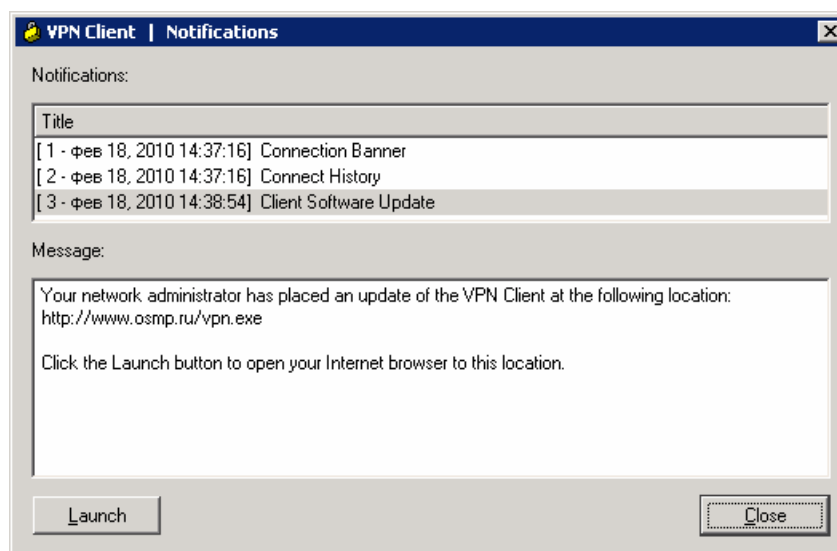 VPN Client | Notifications
Notifications:
Title
[ 1 - фев 18, 2010 14:37:16] Connection Banner
[ 2 - фев 18, 2010 14:37:16] Connect History
[ 3 - фев 18, 2010 14:38:54] Client Software Update
Message:
Your network administrator has placed an update of the VPN Client at the following location:
http://www.osmp.ru/vpn.exe
Click the Launch button to open your Internet browser to this location.
Launch
Close